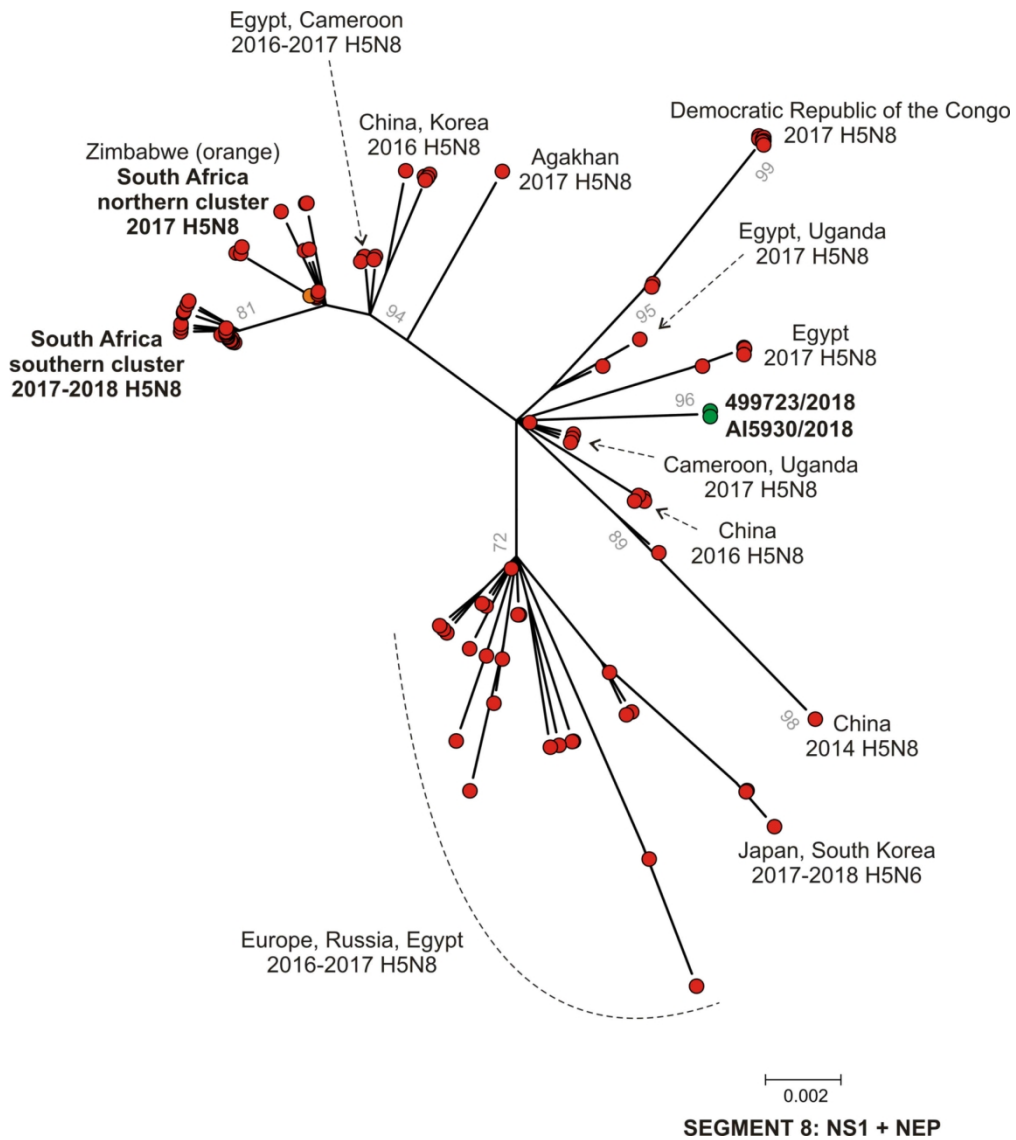 Egypt, Cameroon
2016-2017 H5N8
China, Korea
2016 H5N8
Agakhan
2017 H5N8
Democratic Republic of the Congo
2017 H5N8
99
Zimbabwe (orange)
South Africa
northern cluster
2017 H5N8
Egypt, Uganda
2017 H5N8
81
94
95
South Africa
southern cluster
2017-2018 H5N8
Egypt
2017 H5N8
96
499723/2018
AI5930/2018
Cameroon, Uganda
2017 H5N8
China
2016 H5N8
72
89
98
China
2014 H5N8
Japan, South Korea
2017-2018 H5N6
Europe, Russia, Egypt
2016-2017 H5N8
0.002
SEGMENT 8: NS1 + NEP